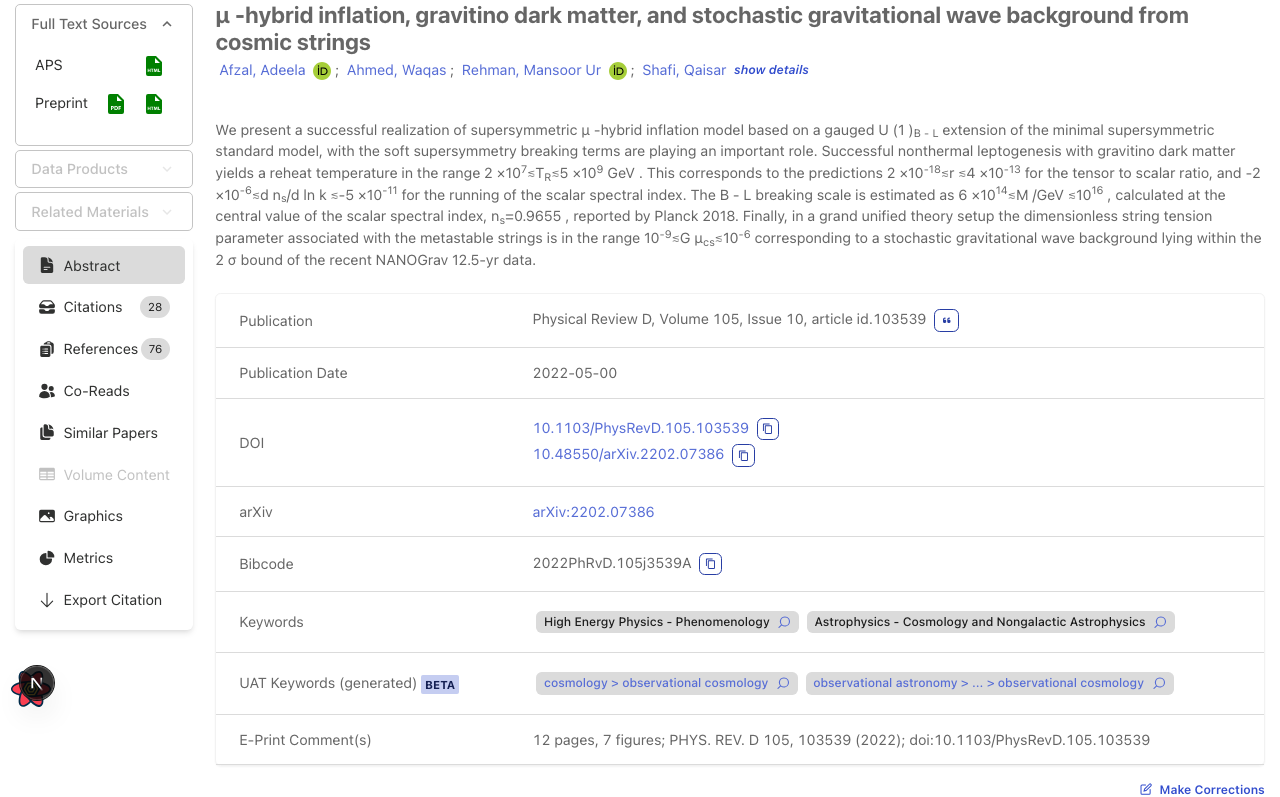 Full Text Sources
APS
HTML
Preprint
PDF
HTML
Data Products
Related Materials
Abstract
Citations 28
References 76
Co-Reads
Similar Papers
Volume Content
Graphics
Metrics
Export Citation
N
μ -hybrid inflation, gravitino dark matter, and stochastic gravitational wave background from
cosmic strings
Afzal, Adeela iD ; Ahmed, Waqas ; Rehman, Mansoor Ur iD ; Shafi, Qaisar show details
We present a successful realization of supersymmetric μ -hybrid inflation model based on a gauged U (1 )B - L extension of the minimal supersymmetric
standard model, with the soft supersymmetry breaking terms are playing an important role. Successful nonthermal leptogenesis with gravitino dark matter
yields a reheat temperature in the range 2 ×10^7≲T_R≲5 ×10^9 GeV . This corresponds to the predictions 2 ×10^-18≲r ≲4 ×10^-13 for the tensor to scalar ratio, and -2
×10^-6≲d n_s/d ln k ≲-5 ×10^-11 for the running of the scalar spectral index. The B - L breaking scale is estimated as 6 ×10^14≲M /GeV ≲10^16 , calculated at the
central value of the scalar spectral index, n_s=0.9655 , reported by Planck 2018. Finally, in a grand unified theory setup the dimensionless string tension
parameter associated with the metastable strings is in the range 10^-9≲G μ_cs≲10^-6 corresponding to a stochastic gravitational wave background lying within the
2 σ bound of the recent NANOGrav 12.5-yr data.
Publication
Physical Review D, Volume 105, Issue 10, article id.103539
Publication Date
2022-05-00
DOI
10.1103/PhysRevD.105.103539
10.48550/arXiv.2202.07386
arXiv
arXiv:2202.07386
Bibcode
2022PhRvD.105j3539A
Keywords
High Energy Physics - Phenomenology
Astrophysics - Cosmology and Nongalactic Astrophysics
UAT Keywords (generated) BETA
cosmology > observational cosmology
observational astronomy > ... > observational cosmology
E-Print Comment(s)
12 pages, 7 figures; PHYS. REV. D 105, 103539 (2022); doi:10.1103/PhysRevD.105.103539
Make Corrections